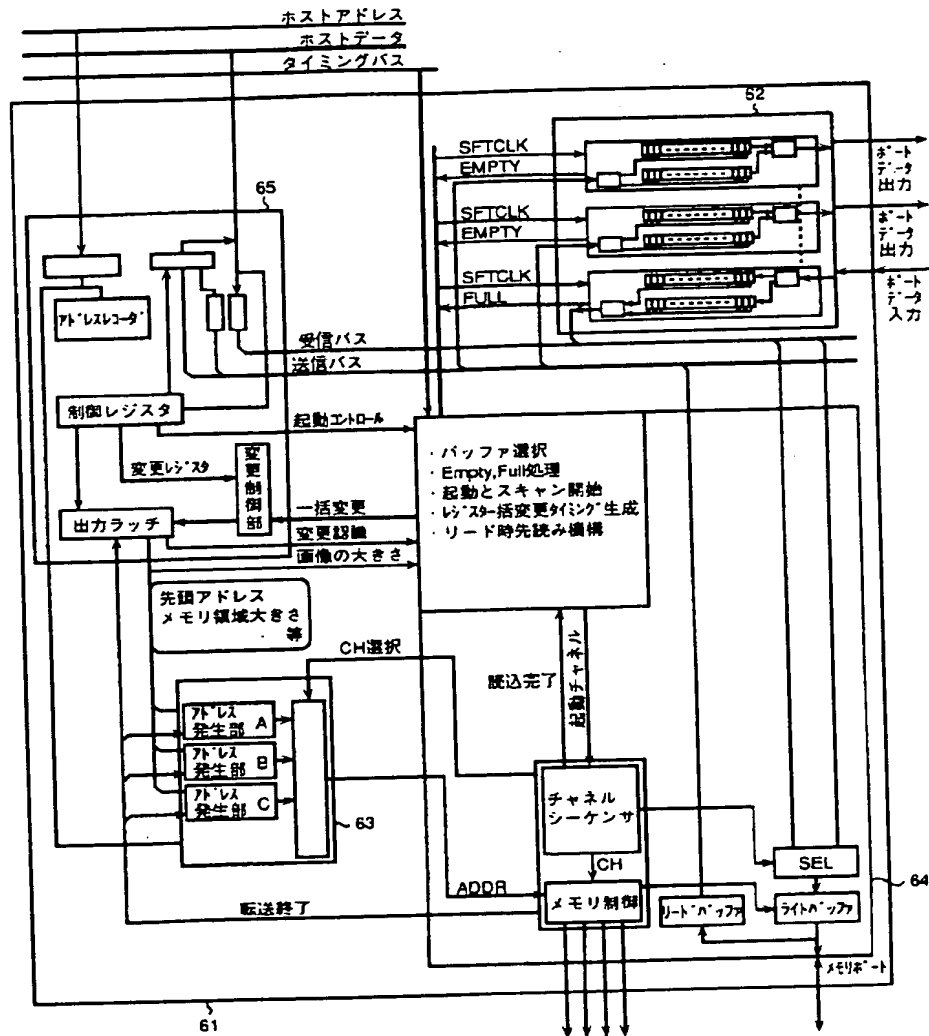 ホストアドレス
ホストデータ
タイミングバス
62
SFTCLK
EMPTY
ポート
データ
出力
65
SFTCLK
EMPTY
ポート
データ
出力
SFTCLK
FULL
ポート
データ
入力
アドレスレコーダ
受信バス
送信バス
制御レジスタ
起動コントロール
変更レジスタ
変更制御部
出力ラッチ
一括変更
変更認識
画像の大きさ
・バッファ選択
・Empty,Full処理
・起動とスキャン開始
・レジスタ一括変更タイミング生成
・リード時先読み機構
先頭アドレス
メモリ領域大きさ
等
CH選択
読込完了
起動チャネル
アドレス
発生部 A
アドレス
発生部 B
アドレス
発生部 C
63
チャネル
シーケンサ
CH
SEL
64
ADDR
転送終了
メモリ制御
リードバッファ
ライトバッファ
メモリポート
61